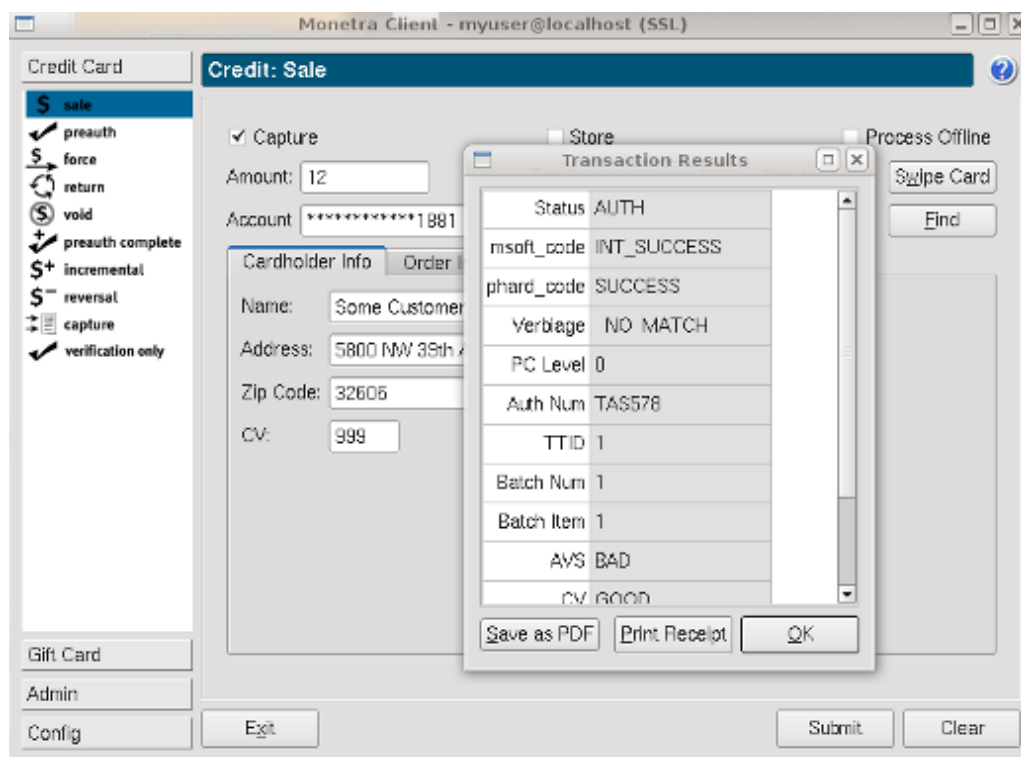 Monetra Client - myuser@localhost (SSL)
Credit Card
Credit: Sale
sale
preauth
force
return
void
preauth complete
incremental
reversal
capture
verification only
Gift Card
Admin
Config
Capture
Store
Process Offline
Amount: 12
Swipe Card
Account ************1881
Find
Cardholder Info
Order
Name: Some Customer
Address: 5800 NW 39th
Zip Code: 32606
CV: 999
Transaction Results
Status AUTH
msoft_code INT_SUCCESS
phard_code SUCCESS
Verbiage NO MATCH
PC Level 0
Auth Num TAS578
TTID 1
Batch Num 1
Batch Item 1
AVS BAD
CV GOOD
Save as PDF
Print Receipt
OK
Exit
Submit
Clear